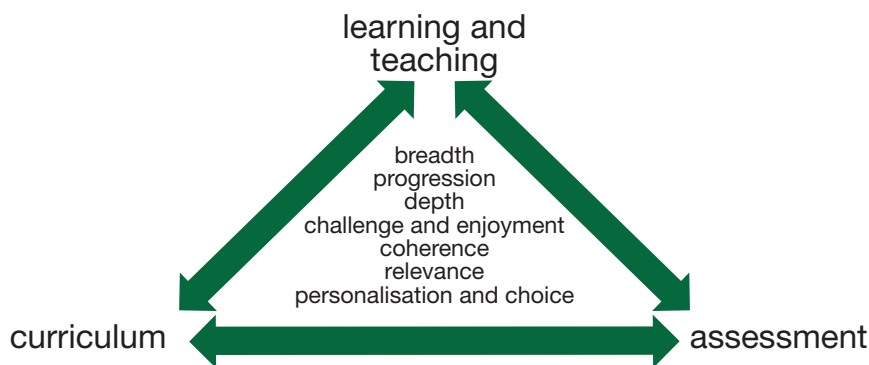 learning and
teaching
breadth
progression
depth
challenge and enjoyment
coherence
relevance
personalisation and choice
curriculum
assessment